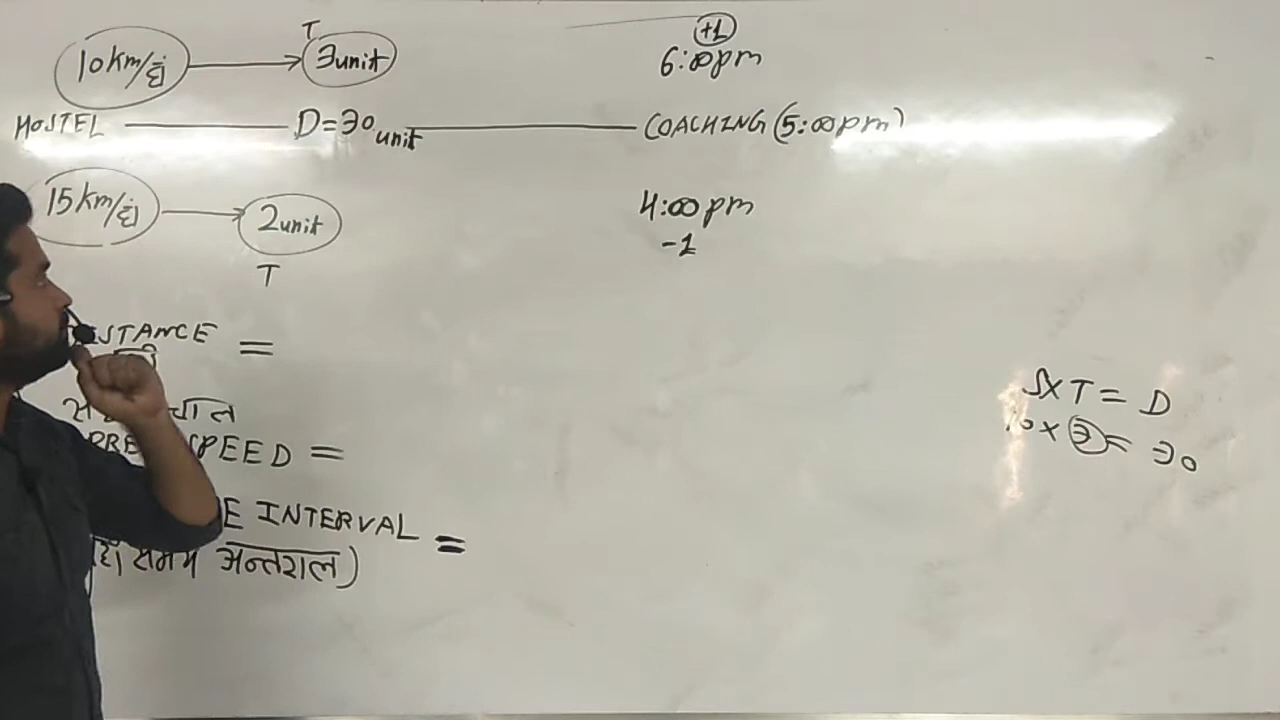 +1
T
10km/घं → 3unit 6:00pm
HOSTEL — D=30 unit — COACHING (5:00pm)
15km/घं → 2unit 4:00pm
-1
T
STANCE =
S×T = D
चाल
10×3 = 30
SPEED =
E INTERVAL =
समय अन्तराल)